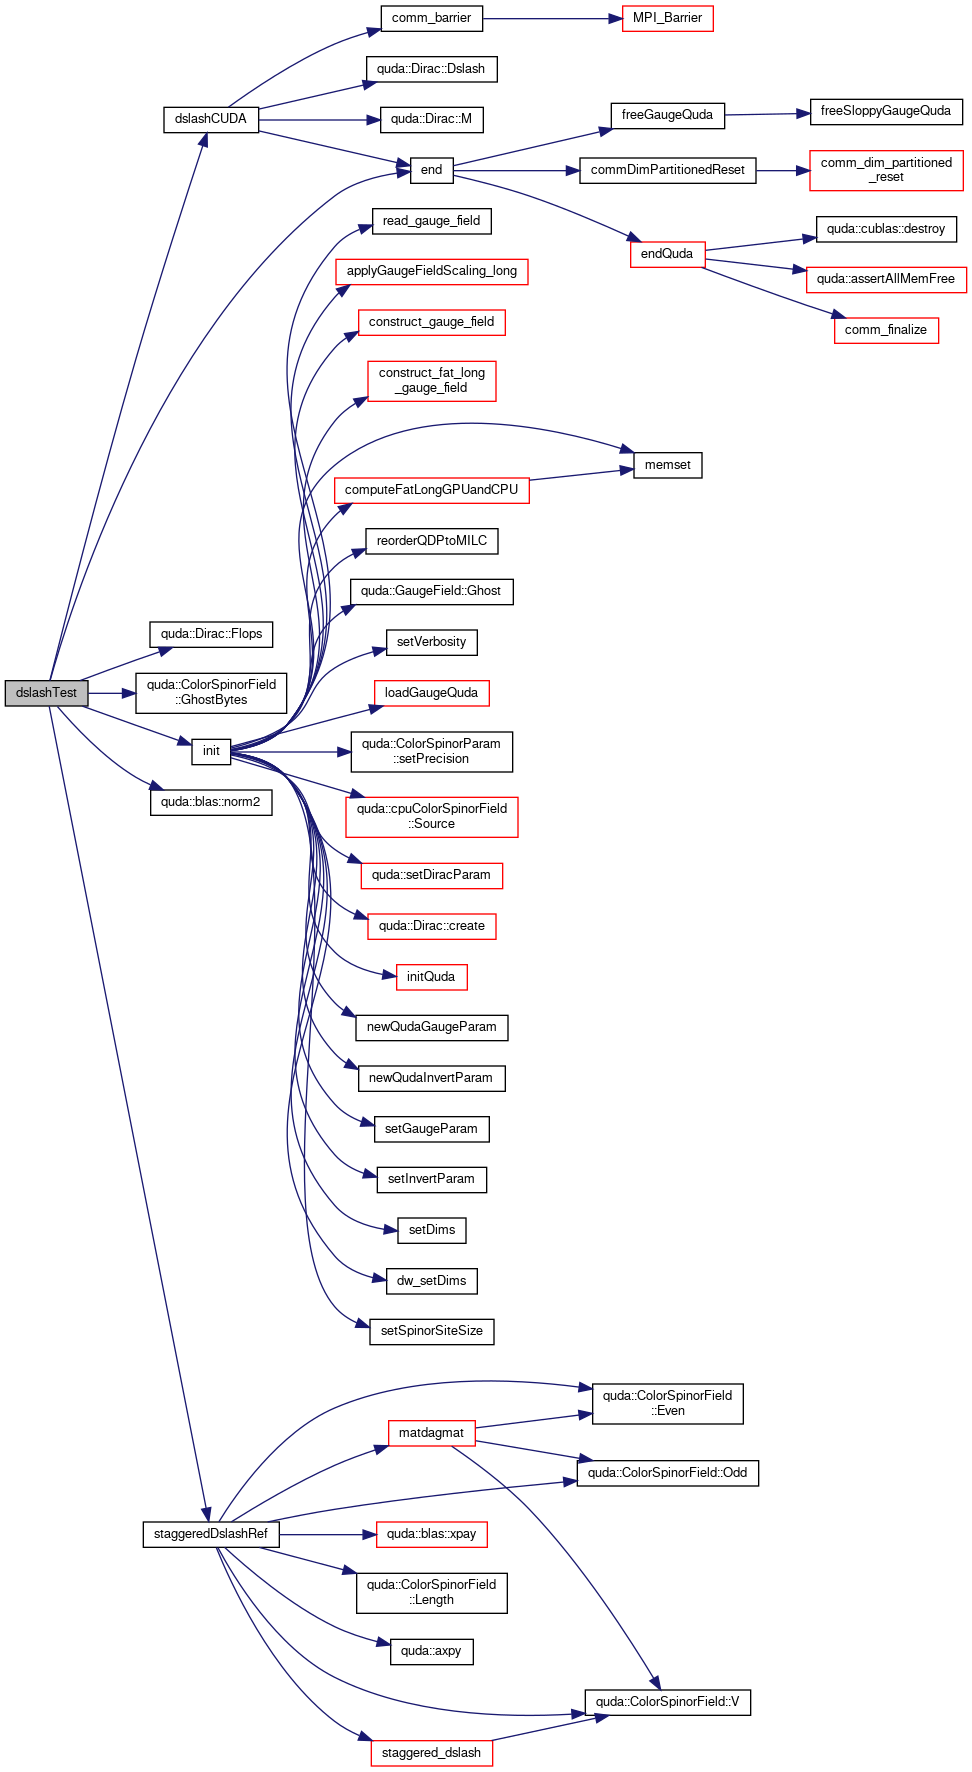 comm_barrier
MPI_Barrier
quda::Dirac::Dslash
dslashCUDA
quda::Dirac::M
freeGaugeQuda
freeSloppyGaugeQuda
end
commDimPartitionedReset
comm_dim_partitioned
_reset
read_gauge_field
endQuda
quda::cublas::destroy
applyGaugeFieldScaling_long
quda::assertAllMemFree
construct_gauge_field
comm_finalize
construct_fat_long
_gauge_field
memset
computeFatLongGPUandCPU
reorderQDPtoMILC
quda::GaugeField::Ghost
quda::Dirac::Flops
setVerbosity
dslashTest
quda::ColorSpinorField
::GhostBytes
loadGaugeQuda
init
quda::ColorSpinorParam
::setPrecision
quda::blas::norm2
quda::cpuColorSpinorField
::Source
quda::setDiracParam
quda::Dirac::create
initQuda
newQudaGaugeParam
newQudaInvertParam
setGaugeParam
setInvertParam
setDims
dw_setDims
setSpinorSiteSize
quda::ColorSpinorField
::Even
matdagmat
quda::ColorSpinorField::Odd
staggeredDslashRef
quda::blas::xpay
quda::ColorSpinorField
::Length
quda::axpy
quda::ColorSpinorField::V
staggered_dslash